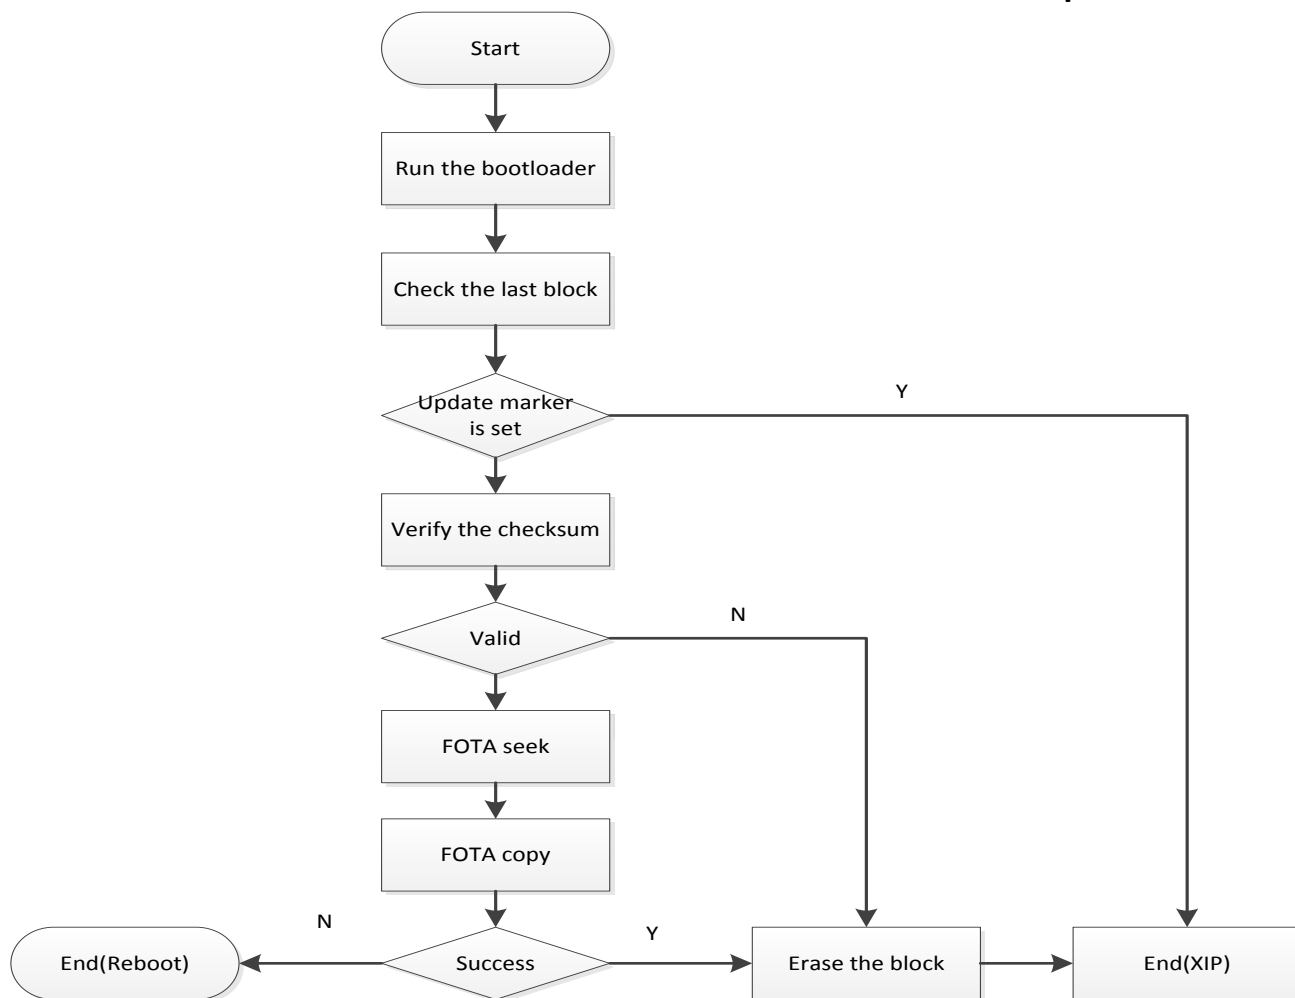 Start
Run the bootloader
Check the last block
Update marker
is set
Y
Verify the checksum
Valid
N
FOTA seek
FOTA copy
N
Y
End(Reboot)
Success
Erase the block
End(XIP)